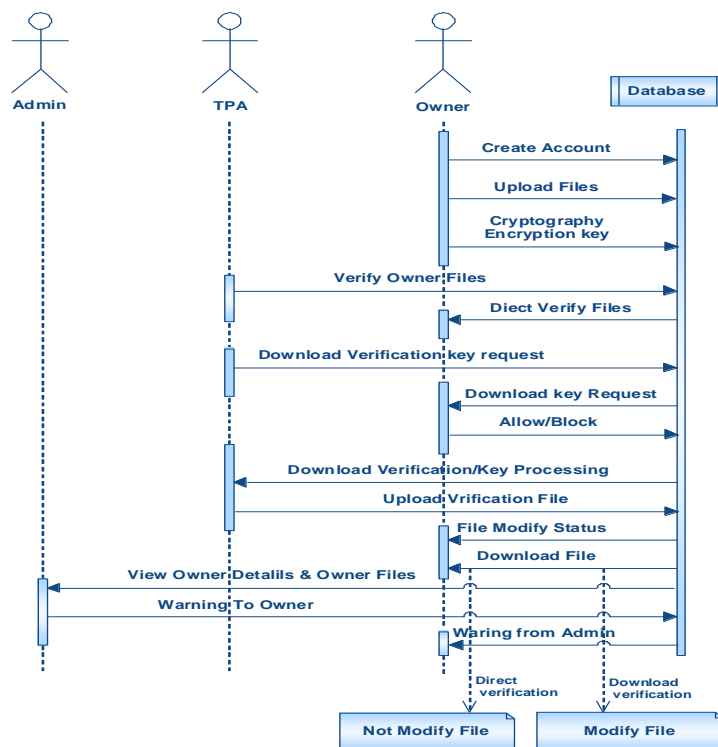 Admin
TPA
Owner
Database
Create Account
Upload Files
Cryptography
Encryption key
Verify Owner Files
Diect Verify Files
Download Verification key request
Download key Request
Allow/Block
Download Verification/Key Processing
Upload Vrification File
File Modify Status
Download File
View Owner Detalils & Owner Files
Warning To Owner
Waring from Admin
Direct
verification
Download
verification
Not Modify File
Modify File